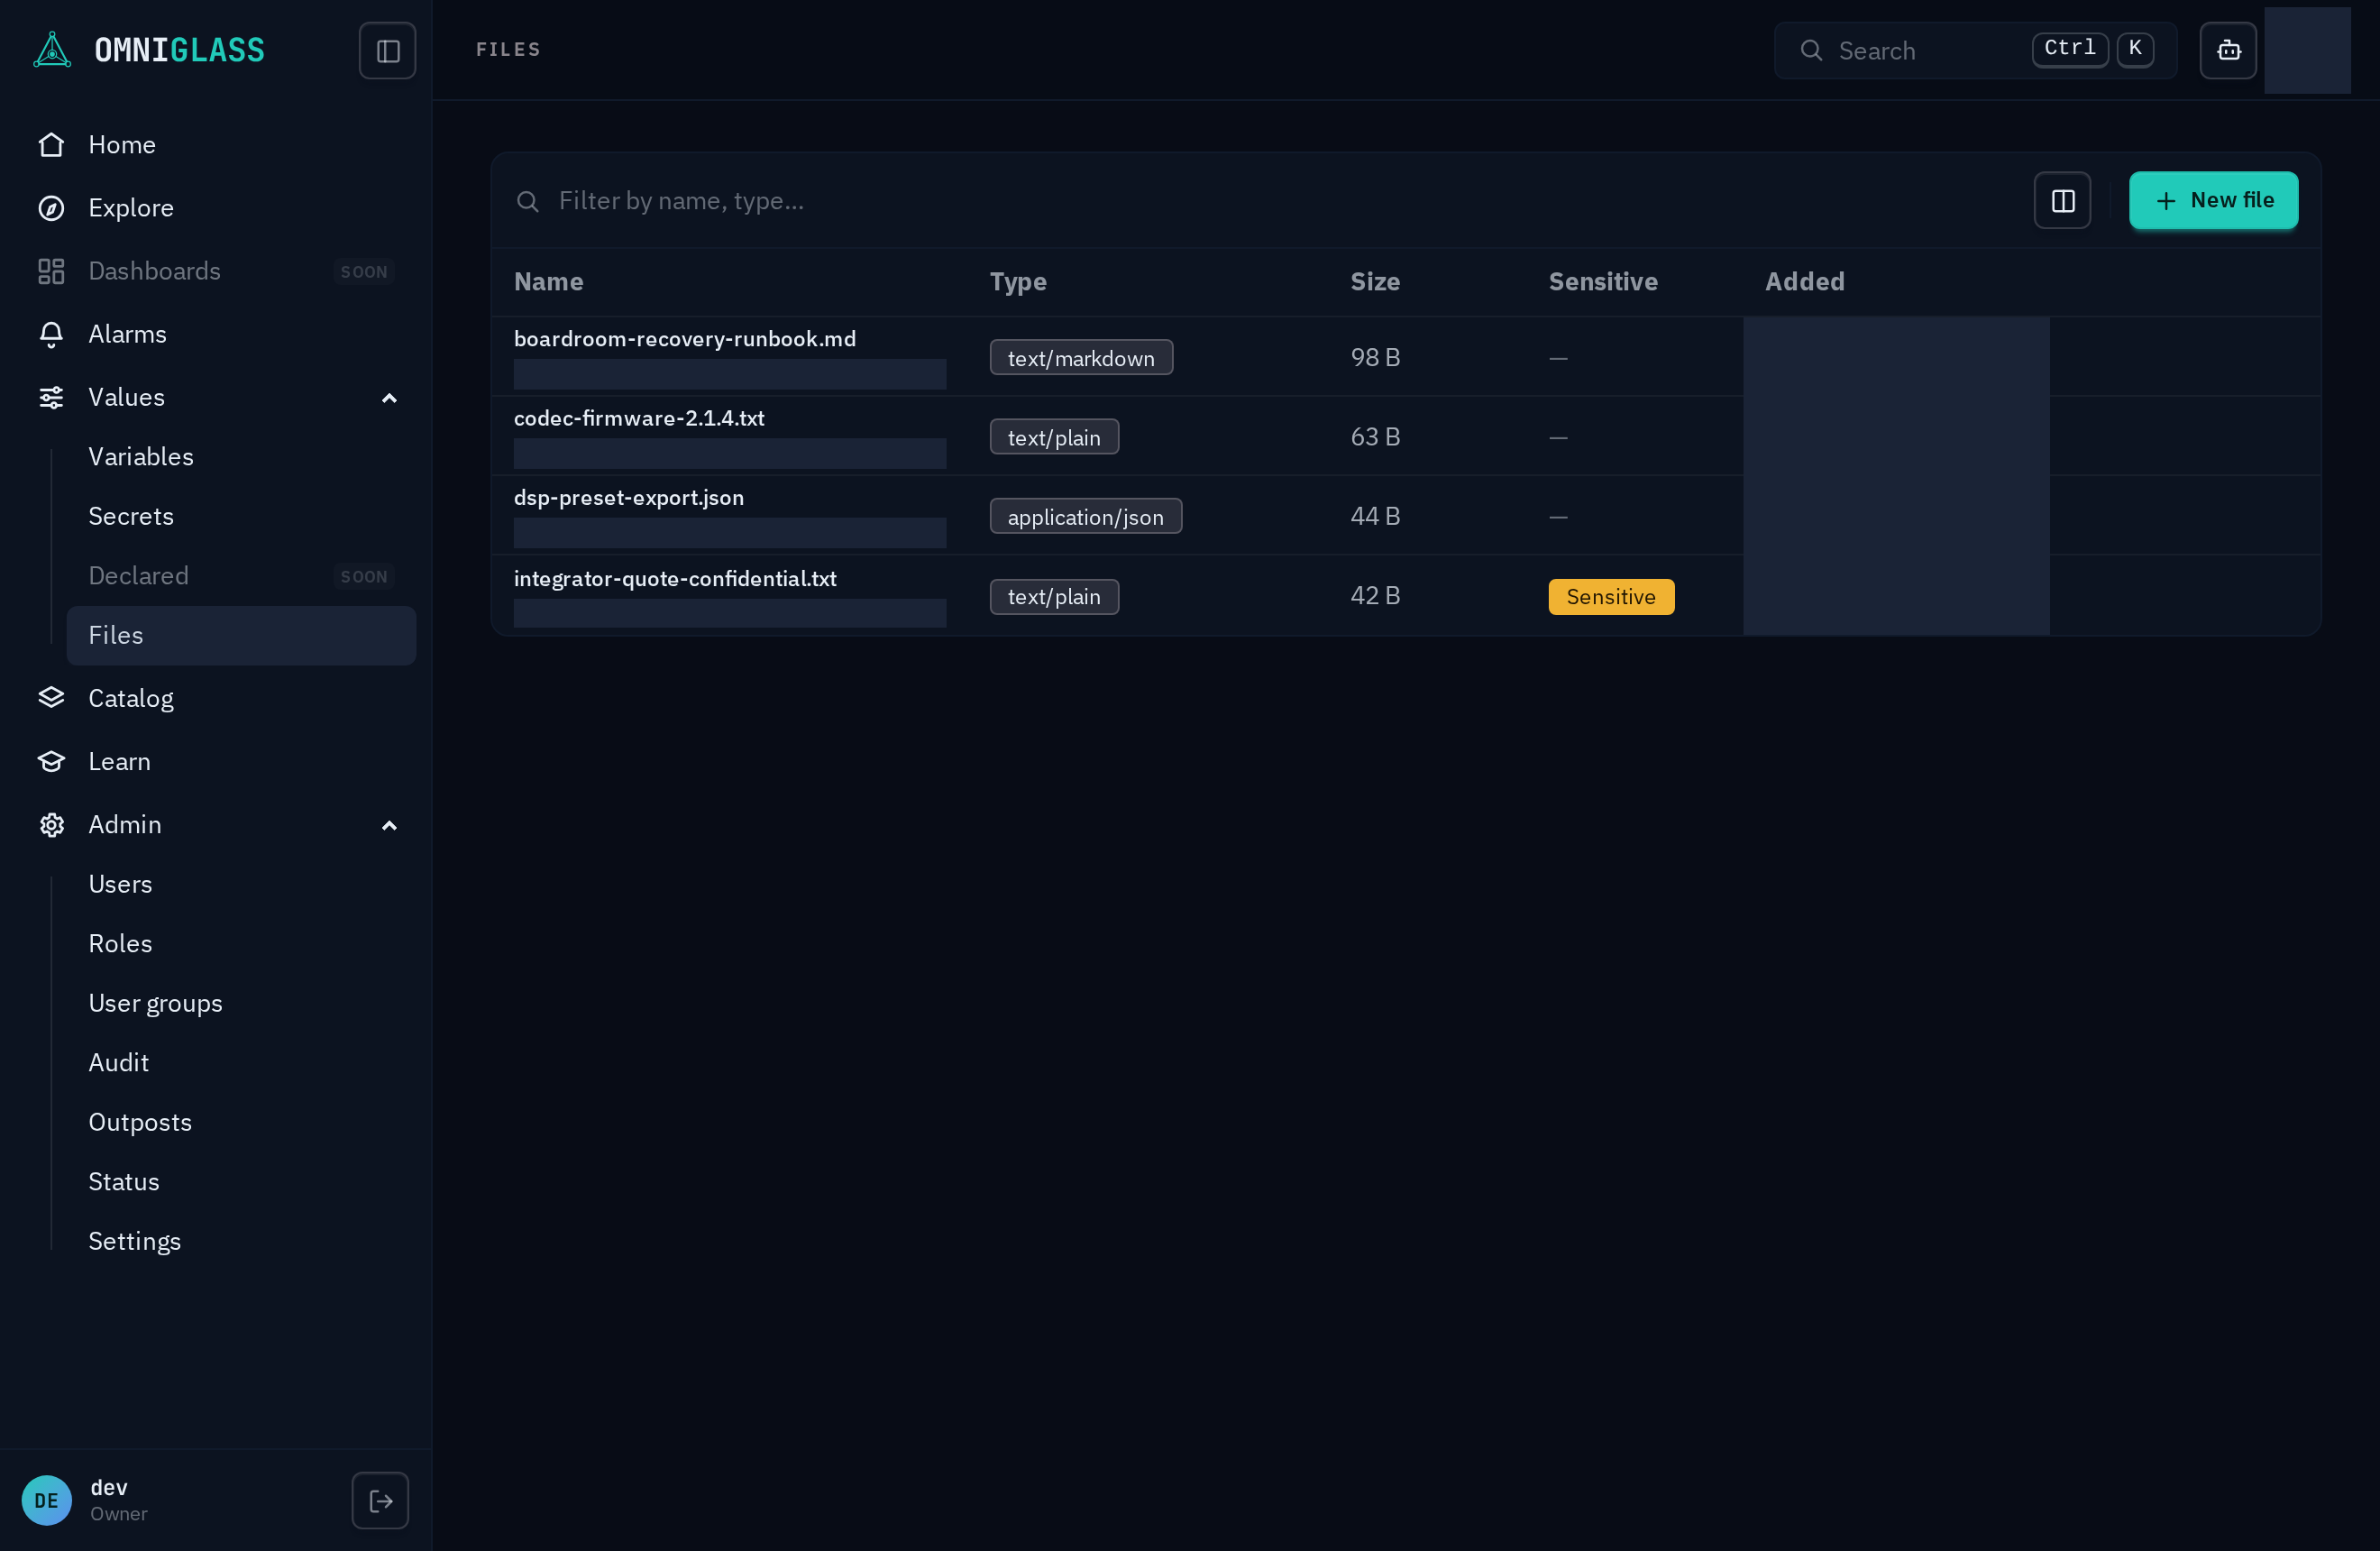 OMNIGLASS
FILES
Search Ctrl K
Home
Explore
Dashboards SOON
Alarms
Values
Variables
Secrets
Declared SOON
Files
Catalog
Learn
Admin
Users
Roles
User groups
Audit
Outposts
Status
Settings
DE dev
Owner
Filter by name, type...
New file
Name Type Size Sensitive Added
boardroom-recovery-runbook.md text/markdown 98 B —
codec-firmware-2.1.4.txt text/plain 63 B —
dsp-preset-export.json application/json 44 B —
integrator-quote-confidential.txt text/plain 42 B Sensitive